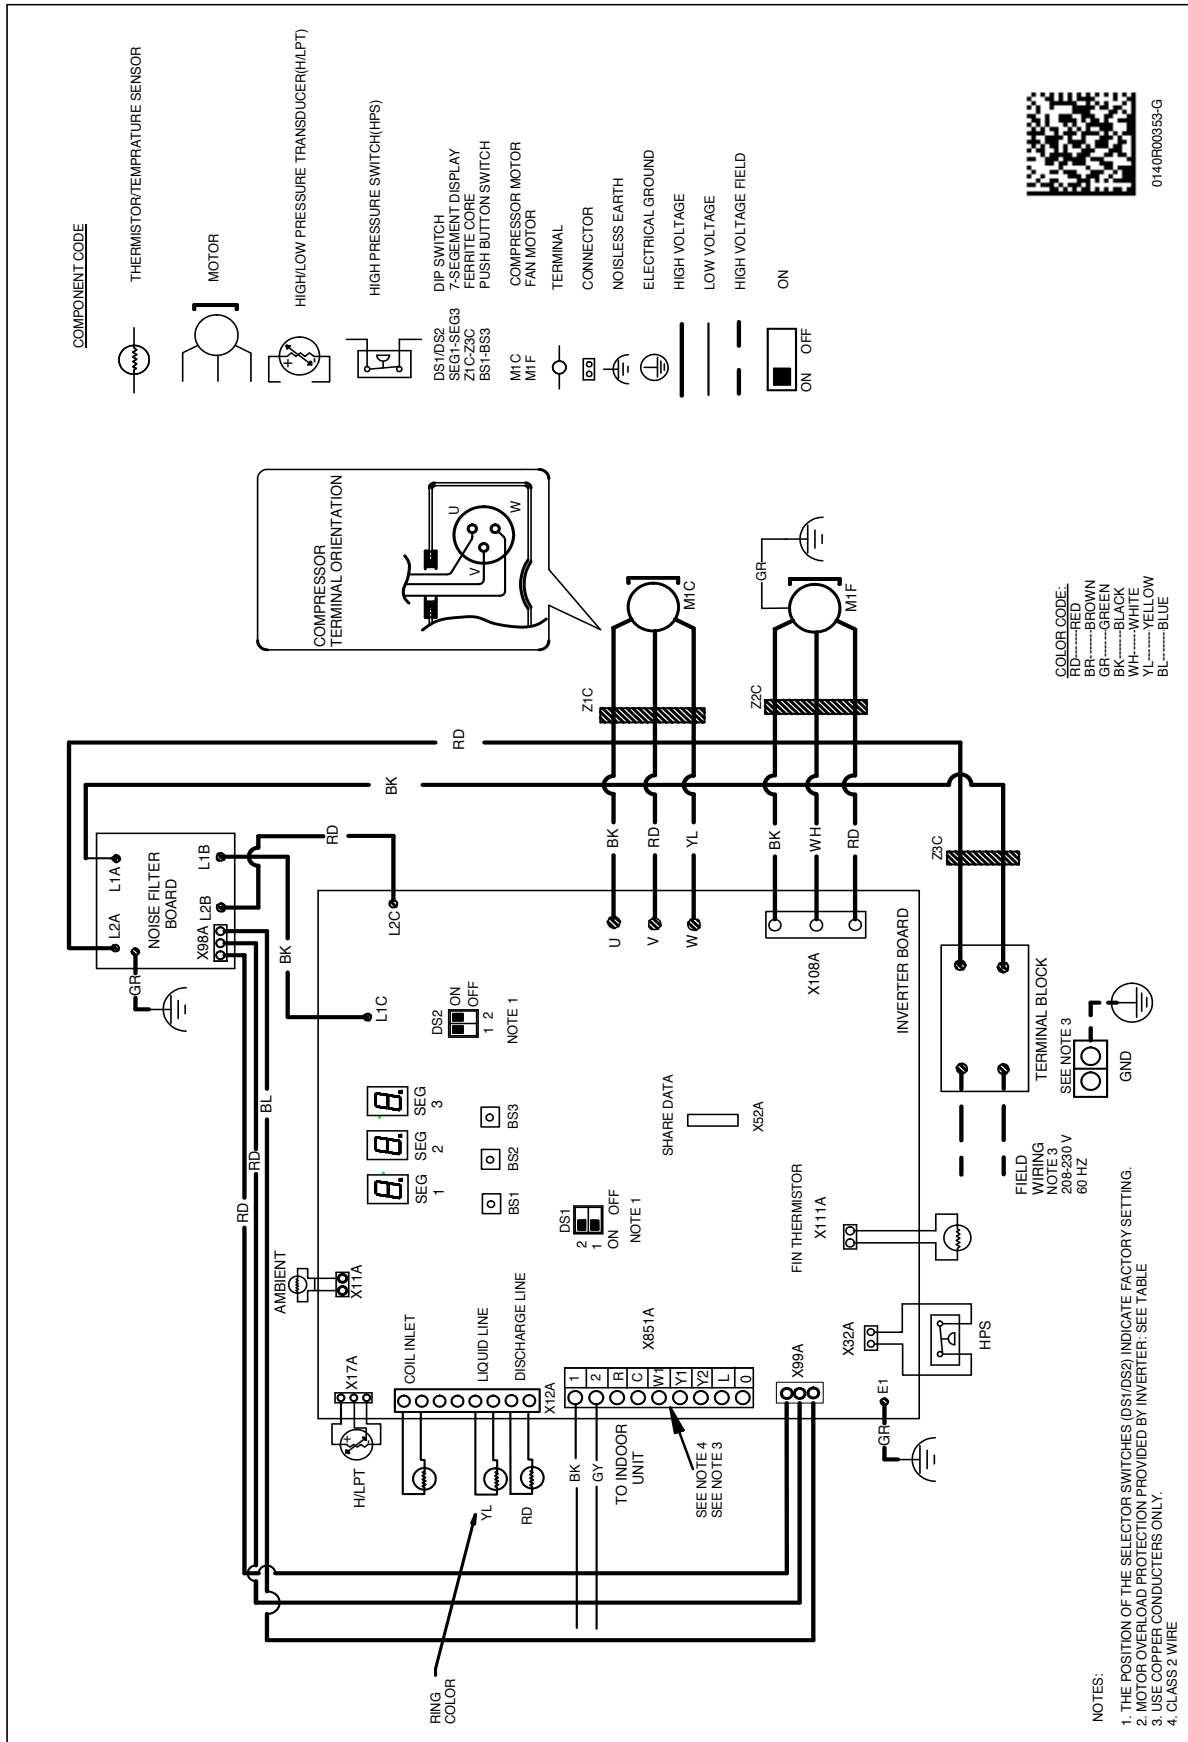 COMPONENT CODE
THERMISTOR/TEMPRATURE SENSOR
MOTOR
HIGH/LOW PRESSURE TRANSDUCER(H/LPT)
HIGH PRESSURE SWITCH(HPS)
DS1/DS2 DIP SWITCH
SEG1-SEG3 7-SEGEMENT DISPLAY
Z1C-Z3C FERRITE CORE
BS1-BS3 PUSH BUTTON SWITCH
M1C COMPRESSOR MOTOR
M1F FAN MOTOR
TERMINAL
CONNECTOR
NOISLESS EARTH
ELECTRICAL GROUND
HIGH VOLTAGE
LOW VOLTAGE
HIGH VOLTAGE FIELD
ON OFF
ON
0140R00353-G
COMPRESSOR
TERMINAL ORIENTATION
U
V
W
M1C
M1F
GR
Z1C
Z2C
Z3C
RD
BK
L2A
L1A
NOISE FILTER
BOARD
X98A
L2B
L1B
GR
RD
BK
RD
RD
BL
L1C
L2C
BK
RD
YL
U
V
W
BK
WH
RD
X108A
INVERTER BOARD
DS2
ON
OFF
1 2
NOTE 1
SEG
1
SEG
2
SEG
3
BS1
BS2
BS3
DS1
2
1
ON OFF
NOTE 1
SHARE DATA
X52A
AMBIENT
X11A
X17A
H/LPT
COIL INLET
LIQUID LINE
DISCHARGE LINE
X12A
YL
RD
RING
COLOR
X851A
1
2
R
C
W1
Y1
Y2
L
0
BK
GY
TO INDOOR
UNIT
SEE NOTE 4
SEE NOTE 3
X99A
E1
GR
X32A
HPS
FIN THERMISTOR
X111A
TERMINAL BLOCK
SEE NOTE 3
GND
FIELD
WIRING
NOTE 3
208-230 V
60 HZ
COLOR CODE:
RD-------RED
BR-------BROWN
GR-------GREEN
BK-------BLACK
WH-------WHITE
YL-------YELLOW
BL-------BLUE
NOTES:
1. THE POSITION OF THE SELECTOR SWITCHES (DS1/DS2) INDICATE FACTORY SETTING.
2. MOTOR OVERLOAD PROTECTION PROVIDED BY INVERTER: SEE TABLE
3. USE COPPER CONDUCTERS ONLY.
4. CLASS 2 WIRE